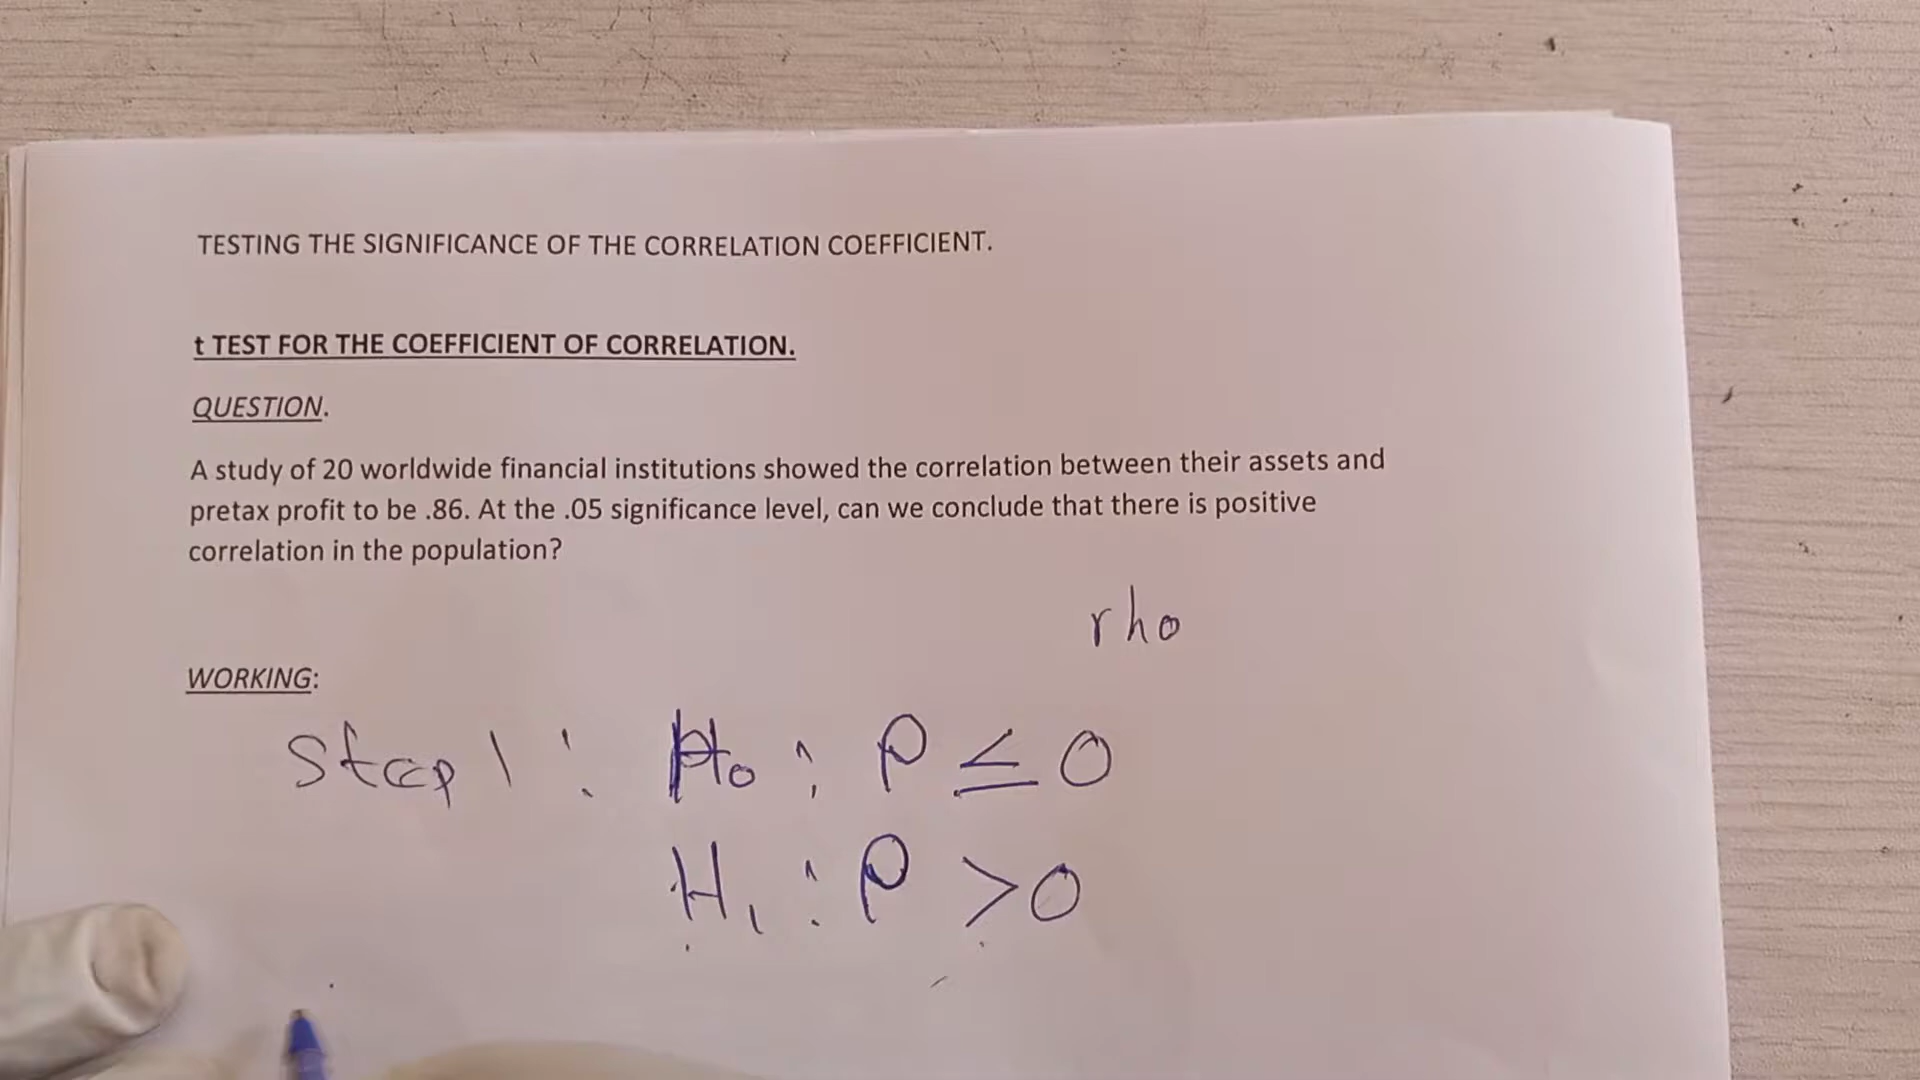 TESTING THE SIGNIFICANCE OF THE CORRELATION COEFFICIENT.
t TEST FOR THE COEFFICIENT OF CORRELATION.
QUESTION.
A study of 20 worldwide financial institutions showed the correlation between their assets and
pretax profit to be .86. At the .05 significance level, can we conclude that there is positive
correlation in the population?
rho
WORKING:
Step 1 : H₀ : ρ ≤ 0
H₁ : ρ > 0